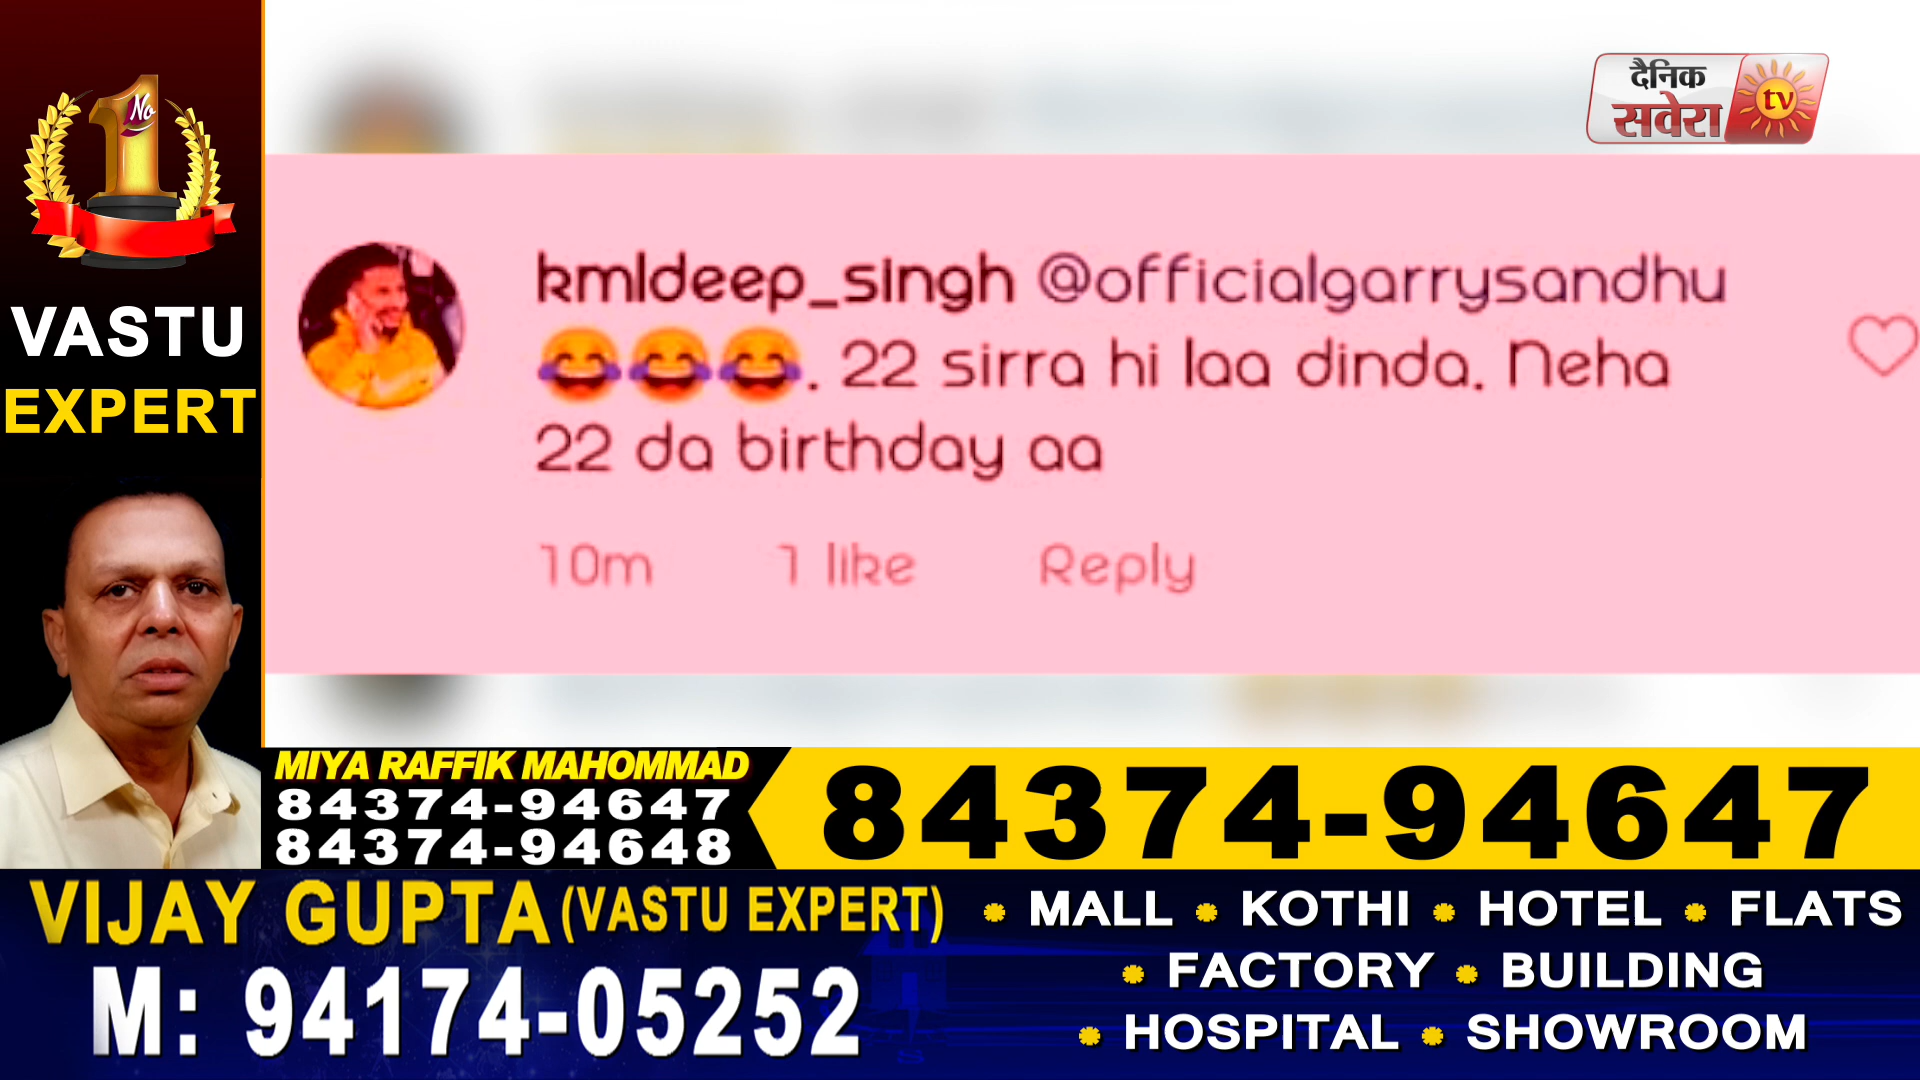 No 1
दैनिक
सवेरा tv
VASTU
EXPERT
kmldeep_singh @officialgarrysandhu
😂😂😂. 22 sirra hi laa dinda. Neha
22 da birthday aa
10m 1 like Reply
MIYA RAFFIK MAHOMMAD
84374-94647
84374-94648
84374-94647
VIJAY GUPTA (VASTU EXPERT)
M: 94174-05252
MALL • KOTHI • HOTEL • FLATS
• FACTORY • BUILDING
• HOSPITAL • SHOWROOM